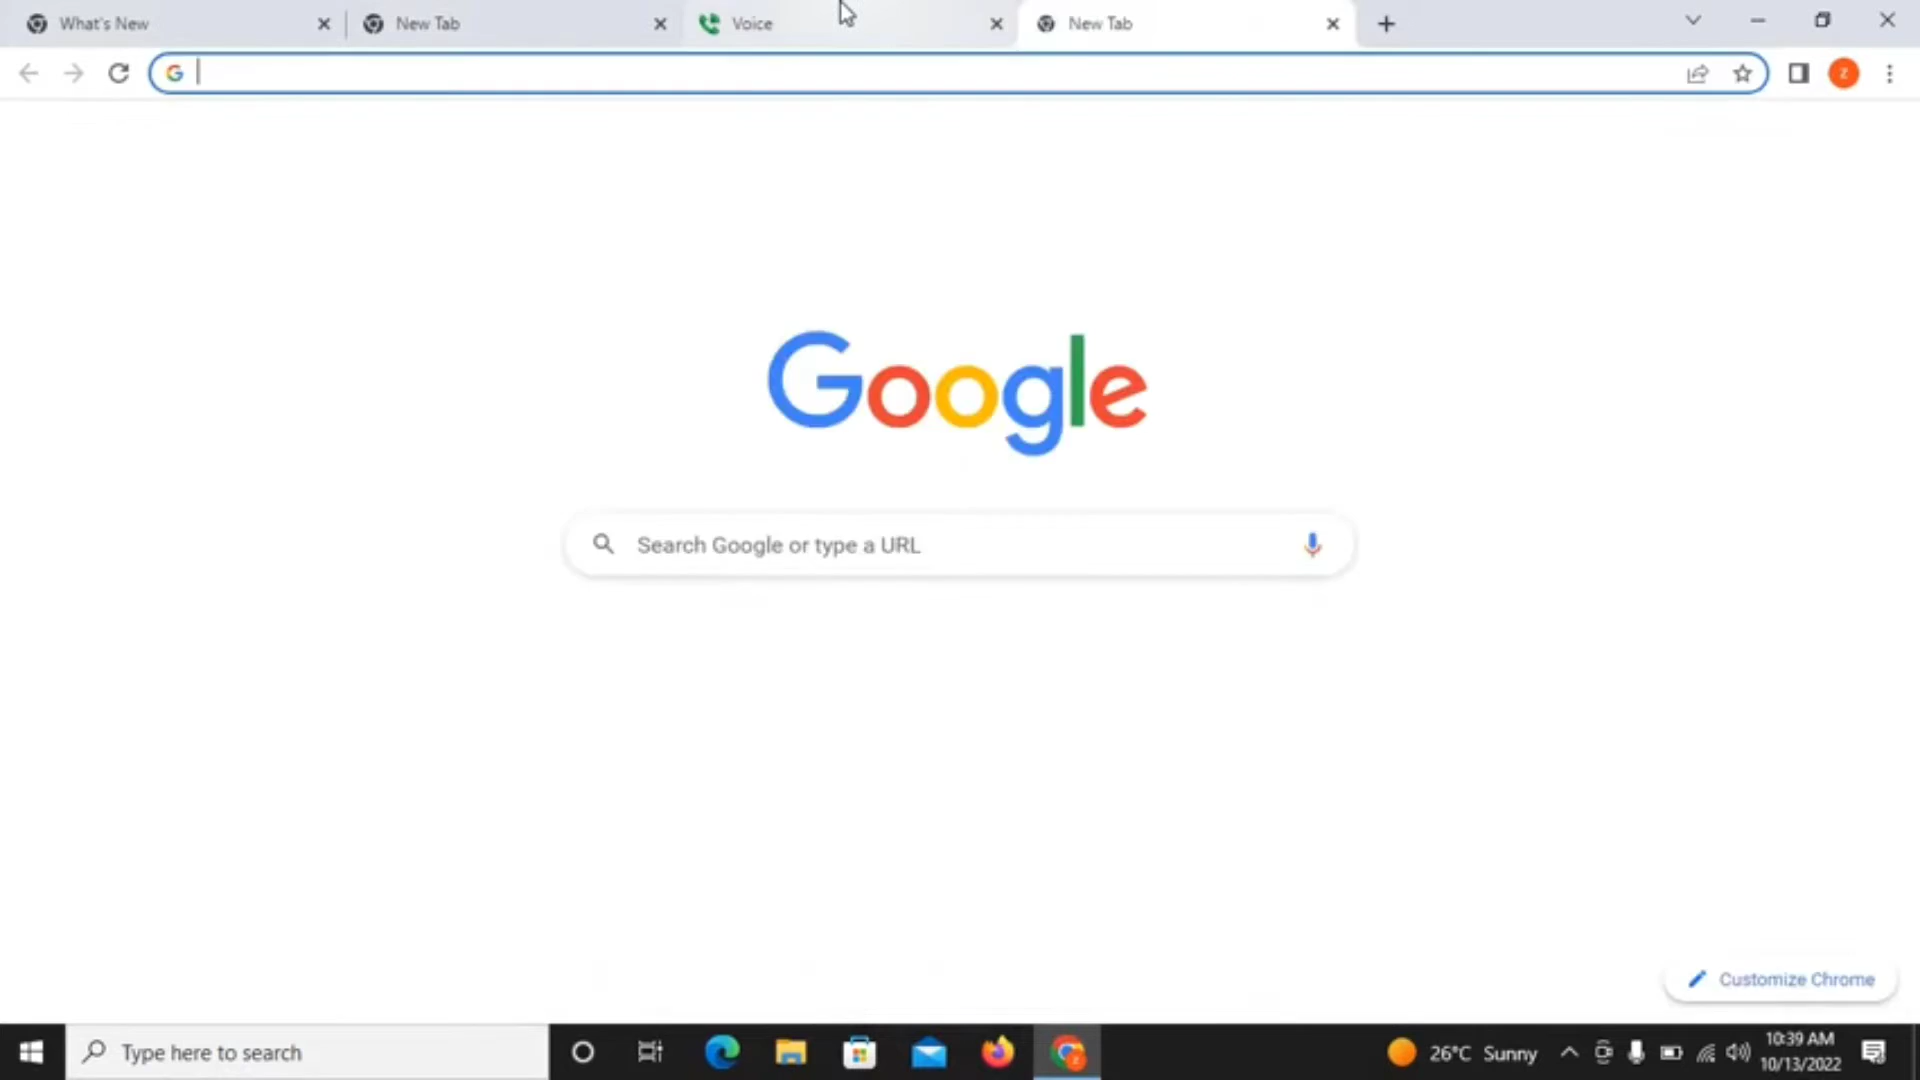 What's New
New Tab
Voice
New Tab
Google
Search Google or type a URL
Customize Chrome
Type here to search
26°C Sunny
10:39 AM
10/13/2022